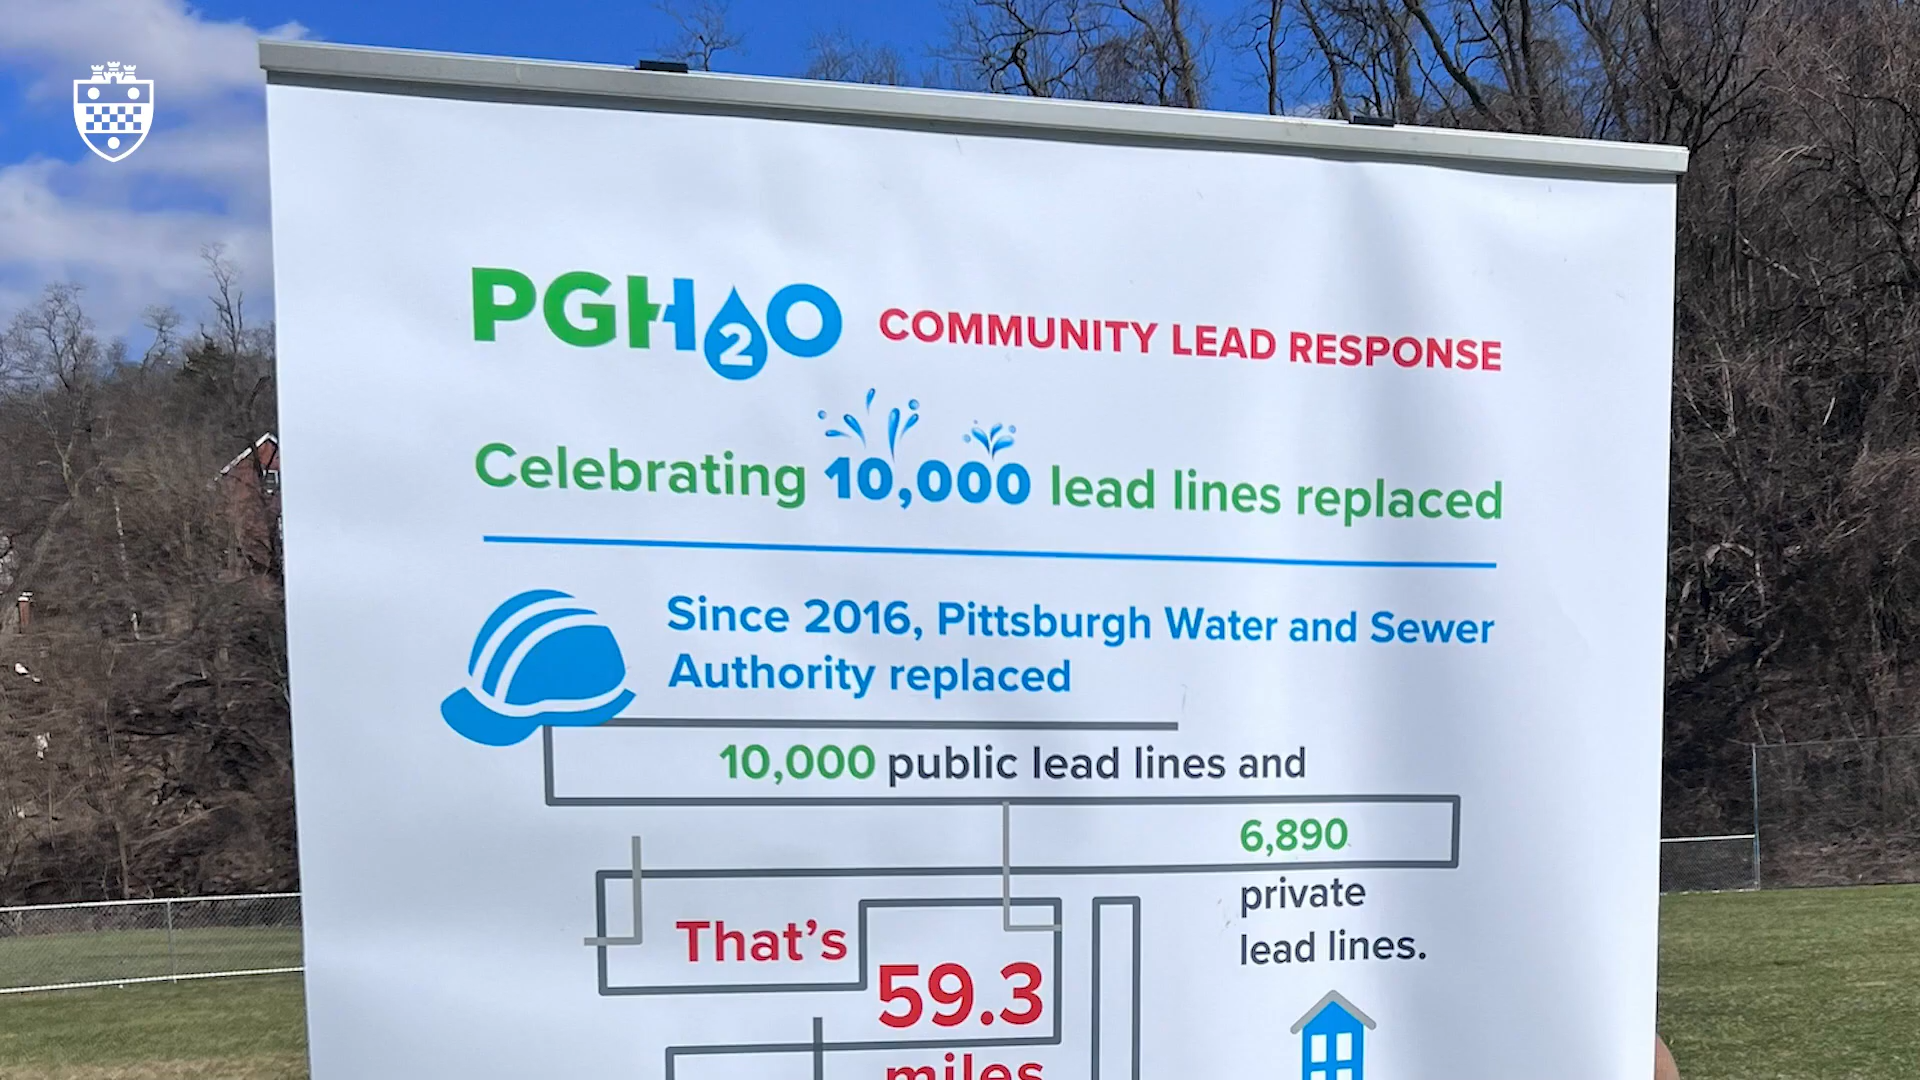 PGH2O COMMUNITY LEAD RESPONSE
Celebrating 10,000 lead lines replaced
Since 2016, Pittsburgh Water and Sewer
Authority replaced
10,000 public lead lines and
6,890
private
lead lines.
That's
59.3
miles